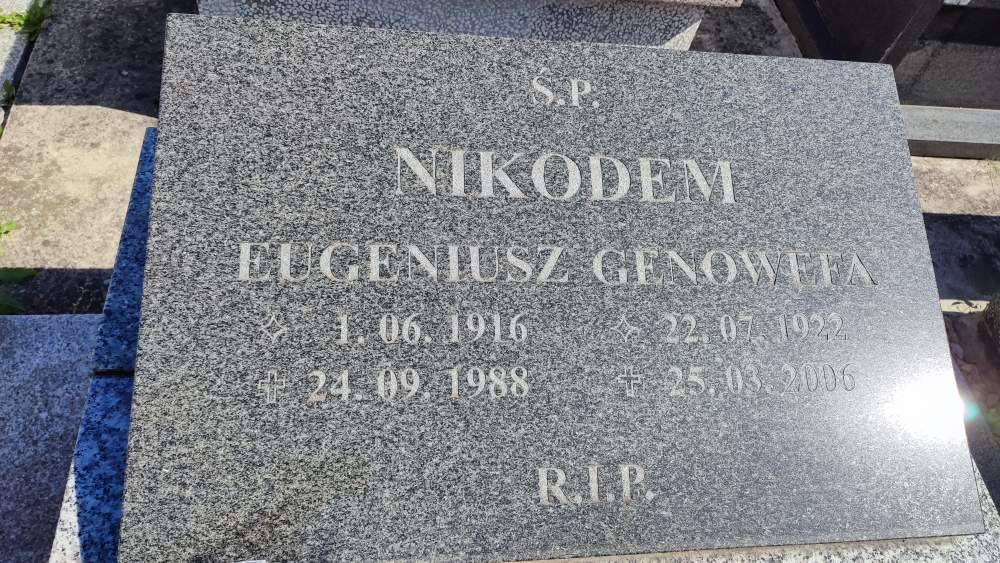 Ś.P.
NIKODEM
EUGENIUSZ GENOWEFA
1.06.1916 22.07.1922
24.09.1988 25.03.2006
R.I.P.